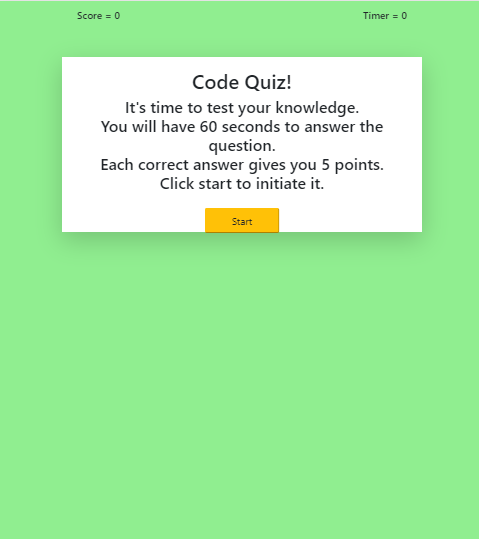 Score = 0 Timer = 0
Code Quiz!
It's time to test your knowledge.
You will have 60 seconds to answer the
question.
Each correct answer gives you 5 points.
Click start to initiate it.
Start